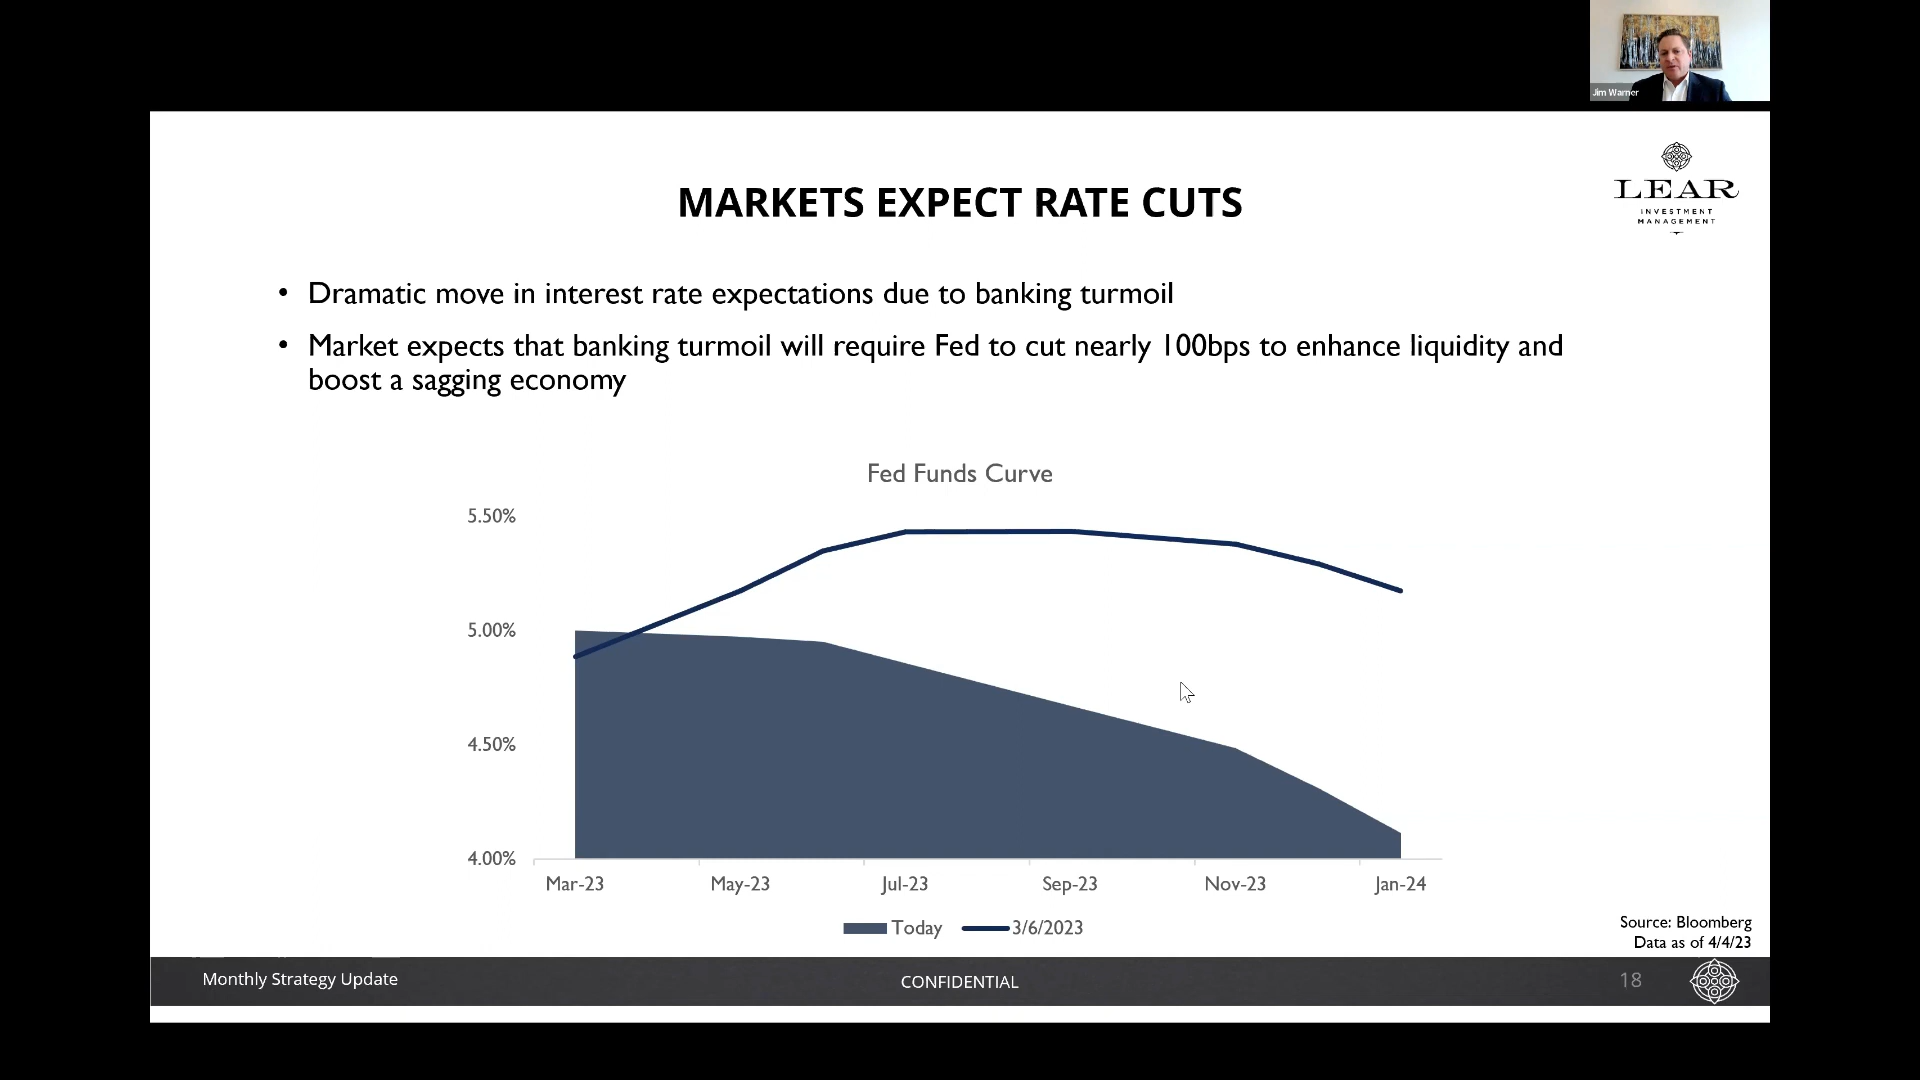 Jim Warner
LEAR
INVESTMENT
MANAGEMENT
MARKETS EXPECT RATE CUTS
• Dramatic move in interest rate expectations due to banking turmoil
• Market expects that banking turmoil will require Fed to cut nearly 100bps to enhance liquidity and
boost a sagging economy
Fed Funds Curve
5.50%
5.00%
4.50%
4.00%
Mar-23 May-23 Jul-23 Sep-23 Nov-23 Jan-24
Today 3/6/2023
Source: Bloomberg
Data as of 4/4/23
Monthly Strategy Update CONFIDENTIAL 18